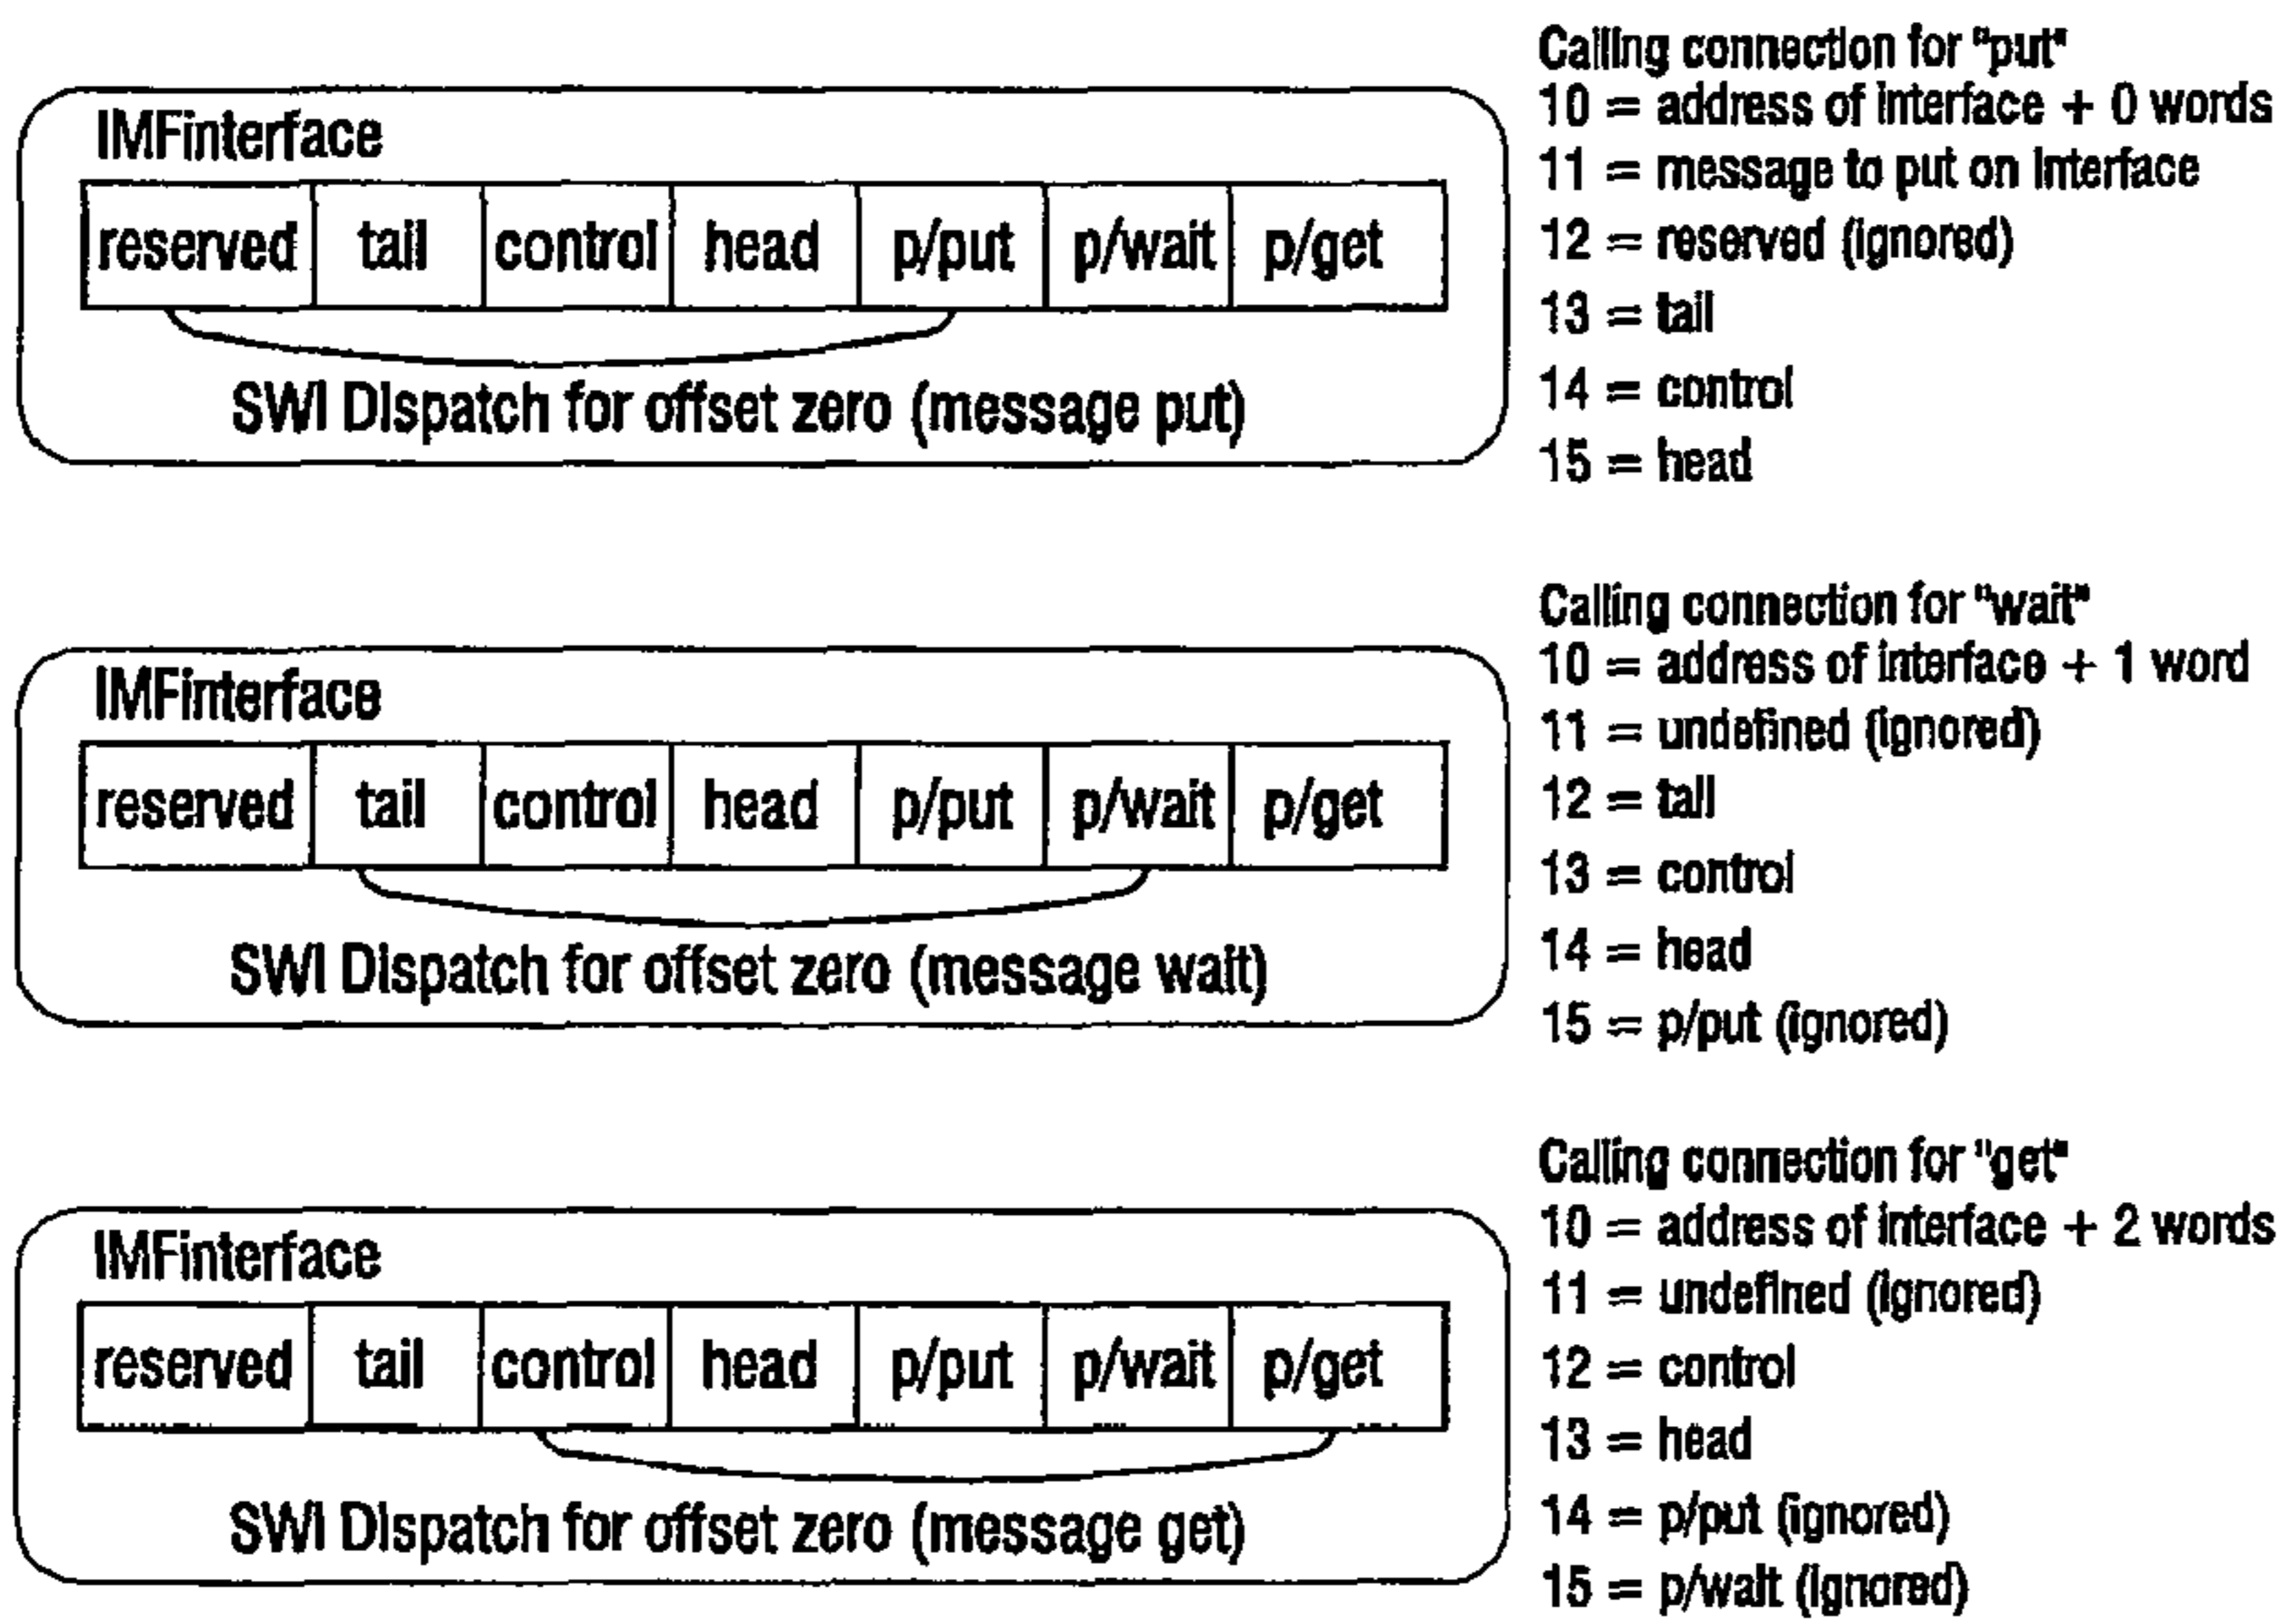 Calling connection for "put"
10 = address of interface + 0 words
11 = message to put on interface
12 = reserved (ignored)
13 = tail
14 = control
15 = head
IMFinterface
reserved tail control head p/put p/wait p/get
SWI Dispatch for offset zero (message put)
Calling connection for "wait"
10 = address of interface + 1 word
11 = undefined (ignored)
12 = tail
13 = control
14 = head
15 = p/put (ignored)
IMFinterface
reserved tail control head p/put p/wait p/get
SWI Dispatch for offset zero (message wait)
Calling connection for "get"
10 = address of interface + 2 words
11 = undefined (ignored)
12 = control
13 = head
14 = p/put (ignored)
15 = p/wait (ignored)
IMFinterface
reserved tail control head p/put p/wait p/get
SWI Dispatch for offset zero (message get)